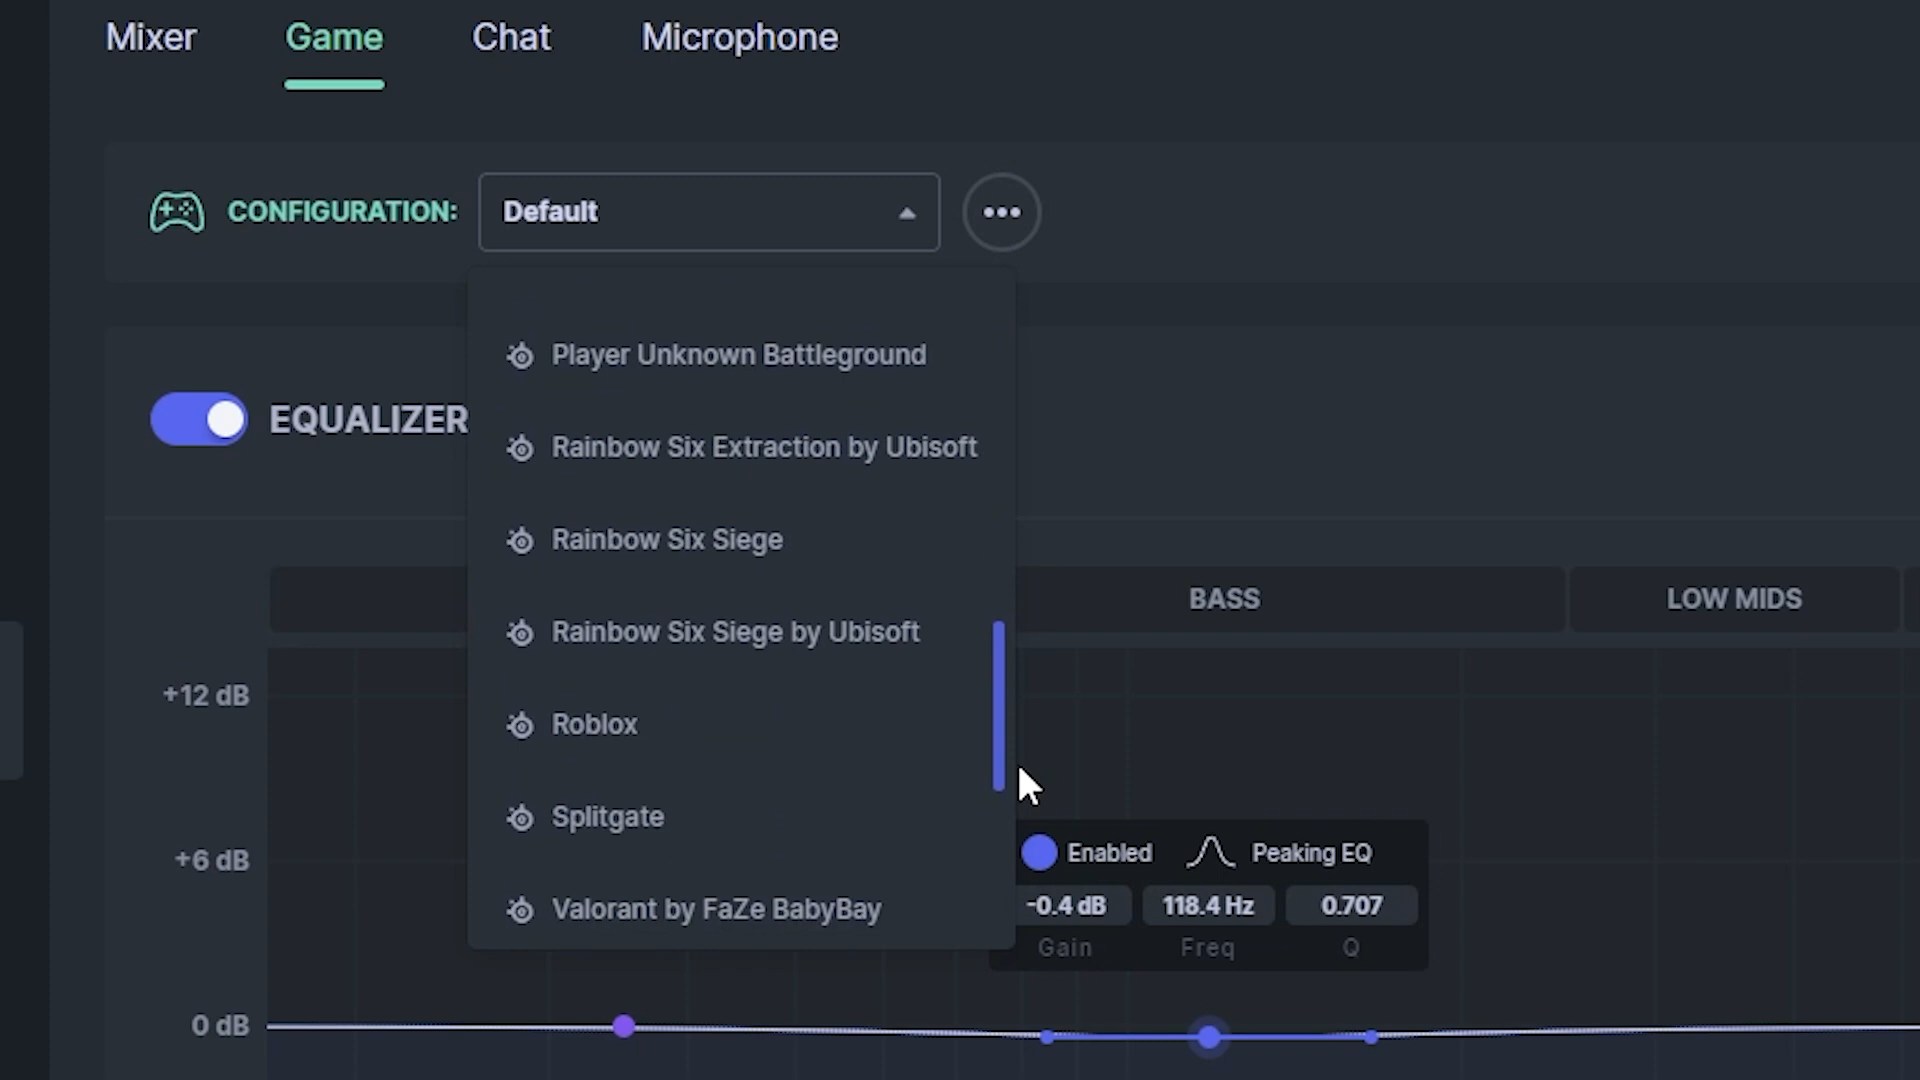 Mixer Game Chat Microphone
CONFIGURATION: Default
Player Unknown Battleground
EQUALIZER
Rainbow Six Extraction by Ubisoft
Rainbow Six Siege
BASS LOW MIDS
Rainbow Six Siege by Ubisoft
+12 dB
Roblox
Splitgate
+6 dB
Enabled Peaking EQ
Valorant by FaZe BabyBay
-0.4 dB 118.4 Hz 0.707
Gain Freq Q
0 dB